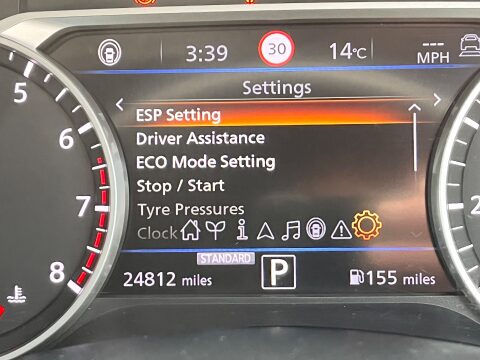 3:39 30 14°C --- MPH
Settings
5
ESP Setting
6
Driver Assistance
ECO Mode Setting
Stop / Start
7
Tyre Pressures
2
Clock
STANDARD
8
24812 miles P 155 miles